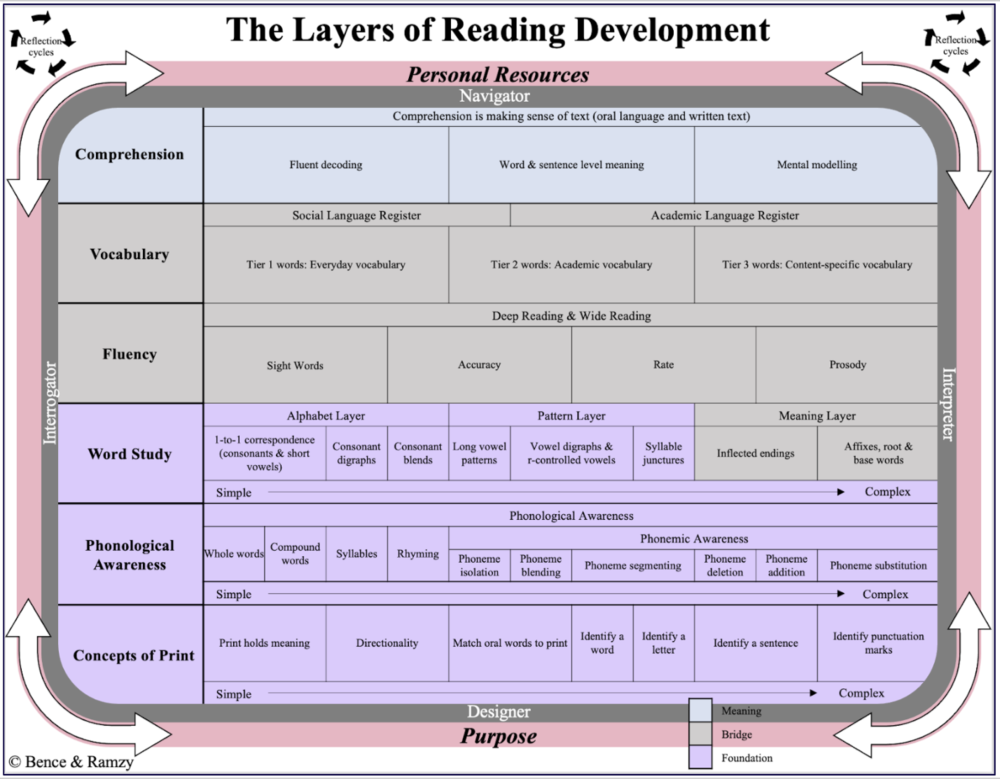 The Layers of Reading Development
Reflection
cycles
Reflection
cycles
Personal Resources
Navigator
Interrogator
Interpreter
Comprehension
Comprehension is making sense of text (oral language and written text)
Fluent decoding
Word & sentence level meaning
Mental modelling
Vocabulary
Social Language Register
Academic Language Register
Tier 1 words: Everyday vocabulary
Tier 2 words: Academic vocabulary
Tier 3 words: Content-specific vocabulary
Fluency
Deep Reading & Wide Reading
Sight Words
Accuracy
Rate
Prosody
Word Study
Alphabet Layer
Pattern Layer
Meaning Layer
1-to-1 correspondence
(consonants & short
vowels)
Consonant
digraphs
Consonant
blends
Long vowel
patterns
Vowel digraphs &
r-controlled vowels
Syllable
junctures
Inflected endings
Affixes, root &
base words
Simple
Complex
Phonological
Awareness
Phonological Awareness
Whole words
Compound
words
Syllables
Rhyming
Phonemic Awareness
Phoneme
isolation
Phoneme
blending
Phoneme segmenting
Phoneme
deletion
Phoneme
addition
Phoneme substitution
Simple
Complex
Concepts of Print
Print holds meaning
Directionality
Match oral words to print
Identify a
word
Identify a
letter
Identify a sentence
Identify punctuation
marks
Simple
Complex
Designer
Purpose
Meaning
Bridge
Foundation
© Bence & Ramzy